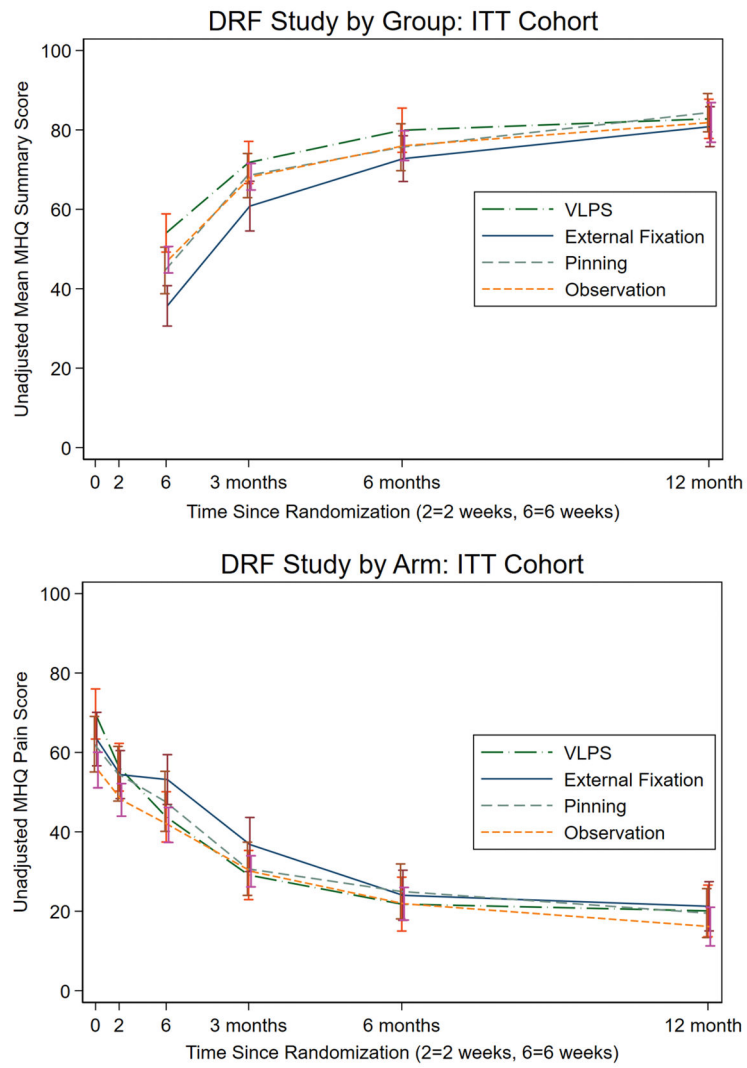 DRF Study by Group: ITT Cohort
100
80
60
40
20
0
Unadjusted Mean MHQ Summary Score
VLPS
External Fixation
Pinning
Observation
0 2 6 3 months 6 months 12 month
Time Since Randomization (2=2 weeks, 6=6 weeks)
DRF Study by Arm: ITT Cohort
100
80
60
40
20
0
Unadjusted MHQ Pain Score
VLPS
External Fixation
Pinning
Observation
0 2 6 3 months 6 months 12 month
Time Since Randomization (2=2 weeks, 6=6 weeks)